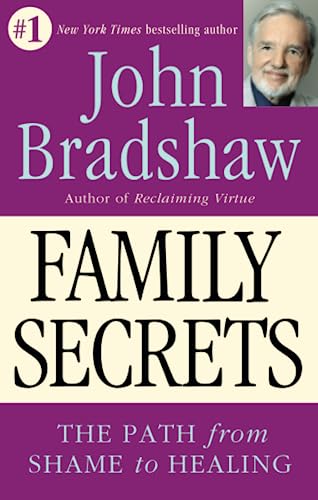 #1 New York Times bestselling author
John
Bradshaw
Author of Reclaiming Virtue
FAMILY
SECRETS
THE PATH from
SHAME to HEALING